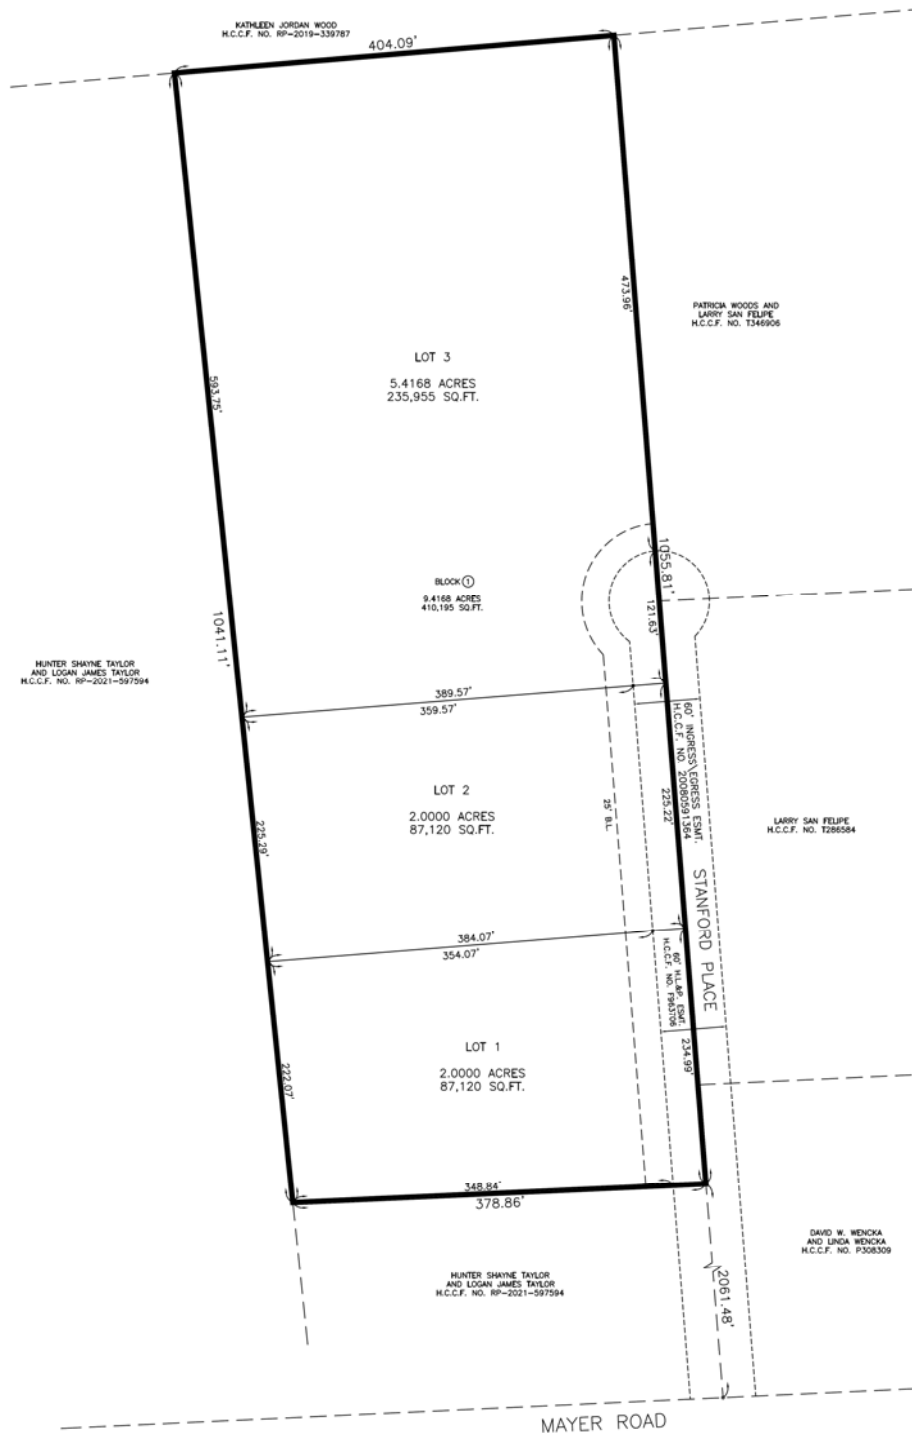 KATHLEEN JORDAN WOOD
H.C.C.F. NO. RP-2019-339787
404.09'
473.96'
PATRICIA WOODS AND
LARRY SAN FELIPE
H.C.C.F. NO. T346906
LOT 3
5.4168 ACRES
235,955 SQ.FT.
593.75'
1055.81'
BLOCK 1
9.4168 ACRES
410,195 SQ.FT.
121.63'
1041.11'
HUNTER SHAYNE TAYLOR
AND LOGAN JAMES TAYLOR
H.C.C.F. NO. RP-2021-597594
389.57'
359.57'
60' INGRESS\EGRESS ESMT.
H.C.C.F. NO. 20080591364
LOT 2
2.0000 ACRES
87,120 SQ.FT.
25' B.L.
225.22'
225.29'
LARRY SAN FELIPE
H.C.C.F. NO. T286584
STANFORD PLACE
384.07'
354.07'
60' H.L.&P. ESMT.
H.C.C.F. NO. F963706
LOT 1
2.0000 ACRES
87,120 SQ.FT.
234.99'
222.07'
348.84'
378.86'
DAVID W. WENCKA
AND LINDA WENCKA
H.C.C.F. NO. P308309
HUNTER SHAYNE TAYLOR
AND LOGAN JAMES TAYLOR
H.C.C.F. NO. RP-2021-597594
2061.48'
MAYER ROAD